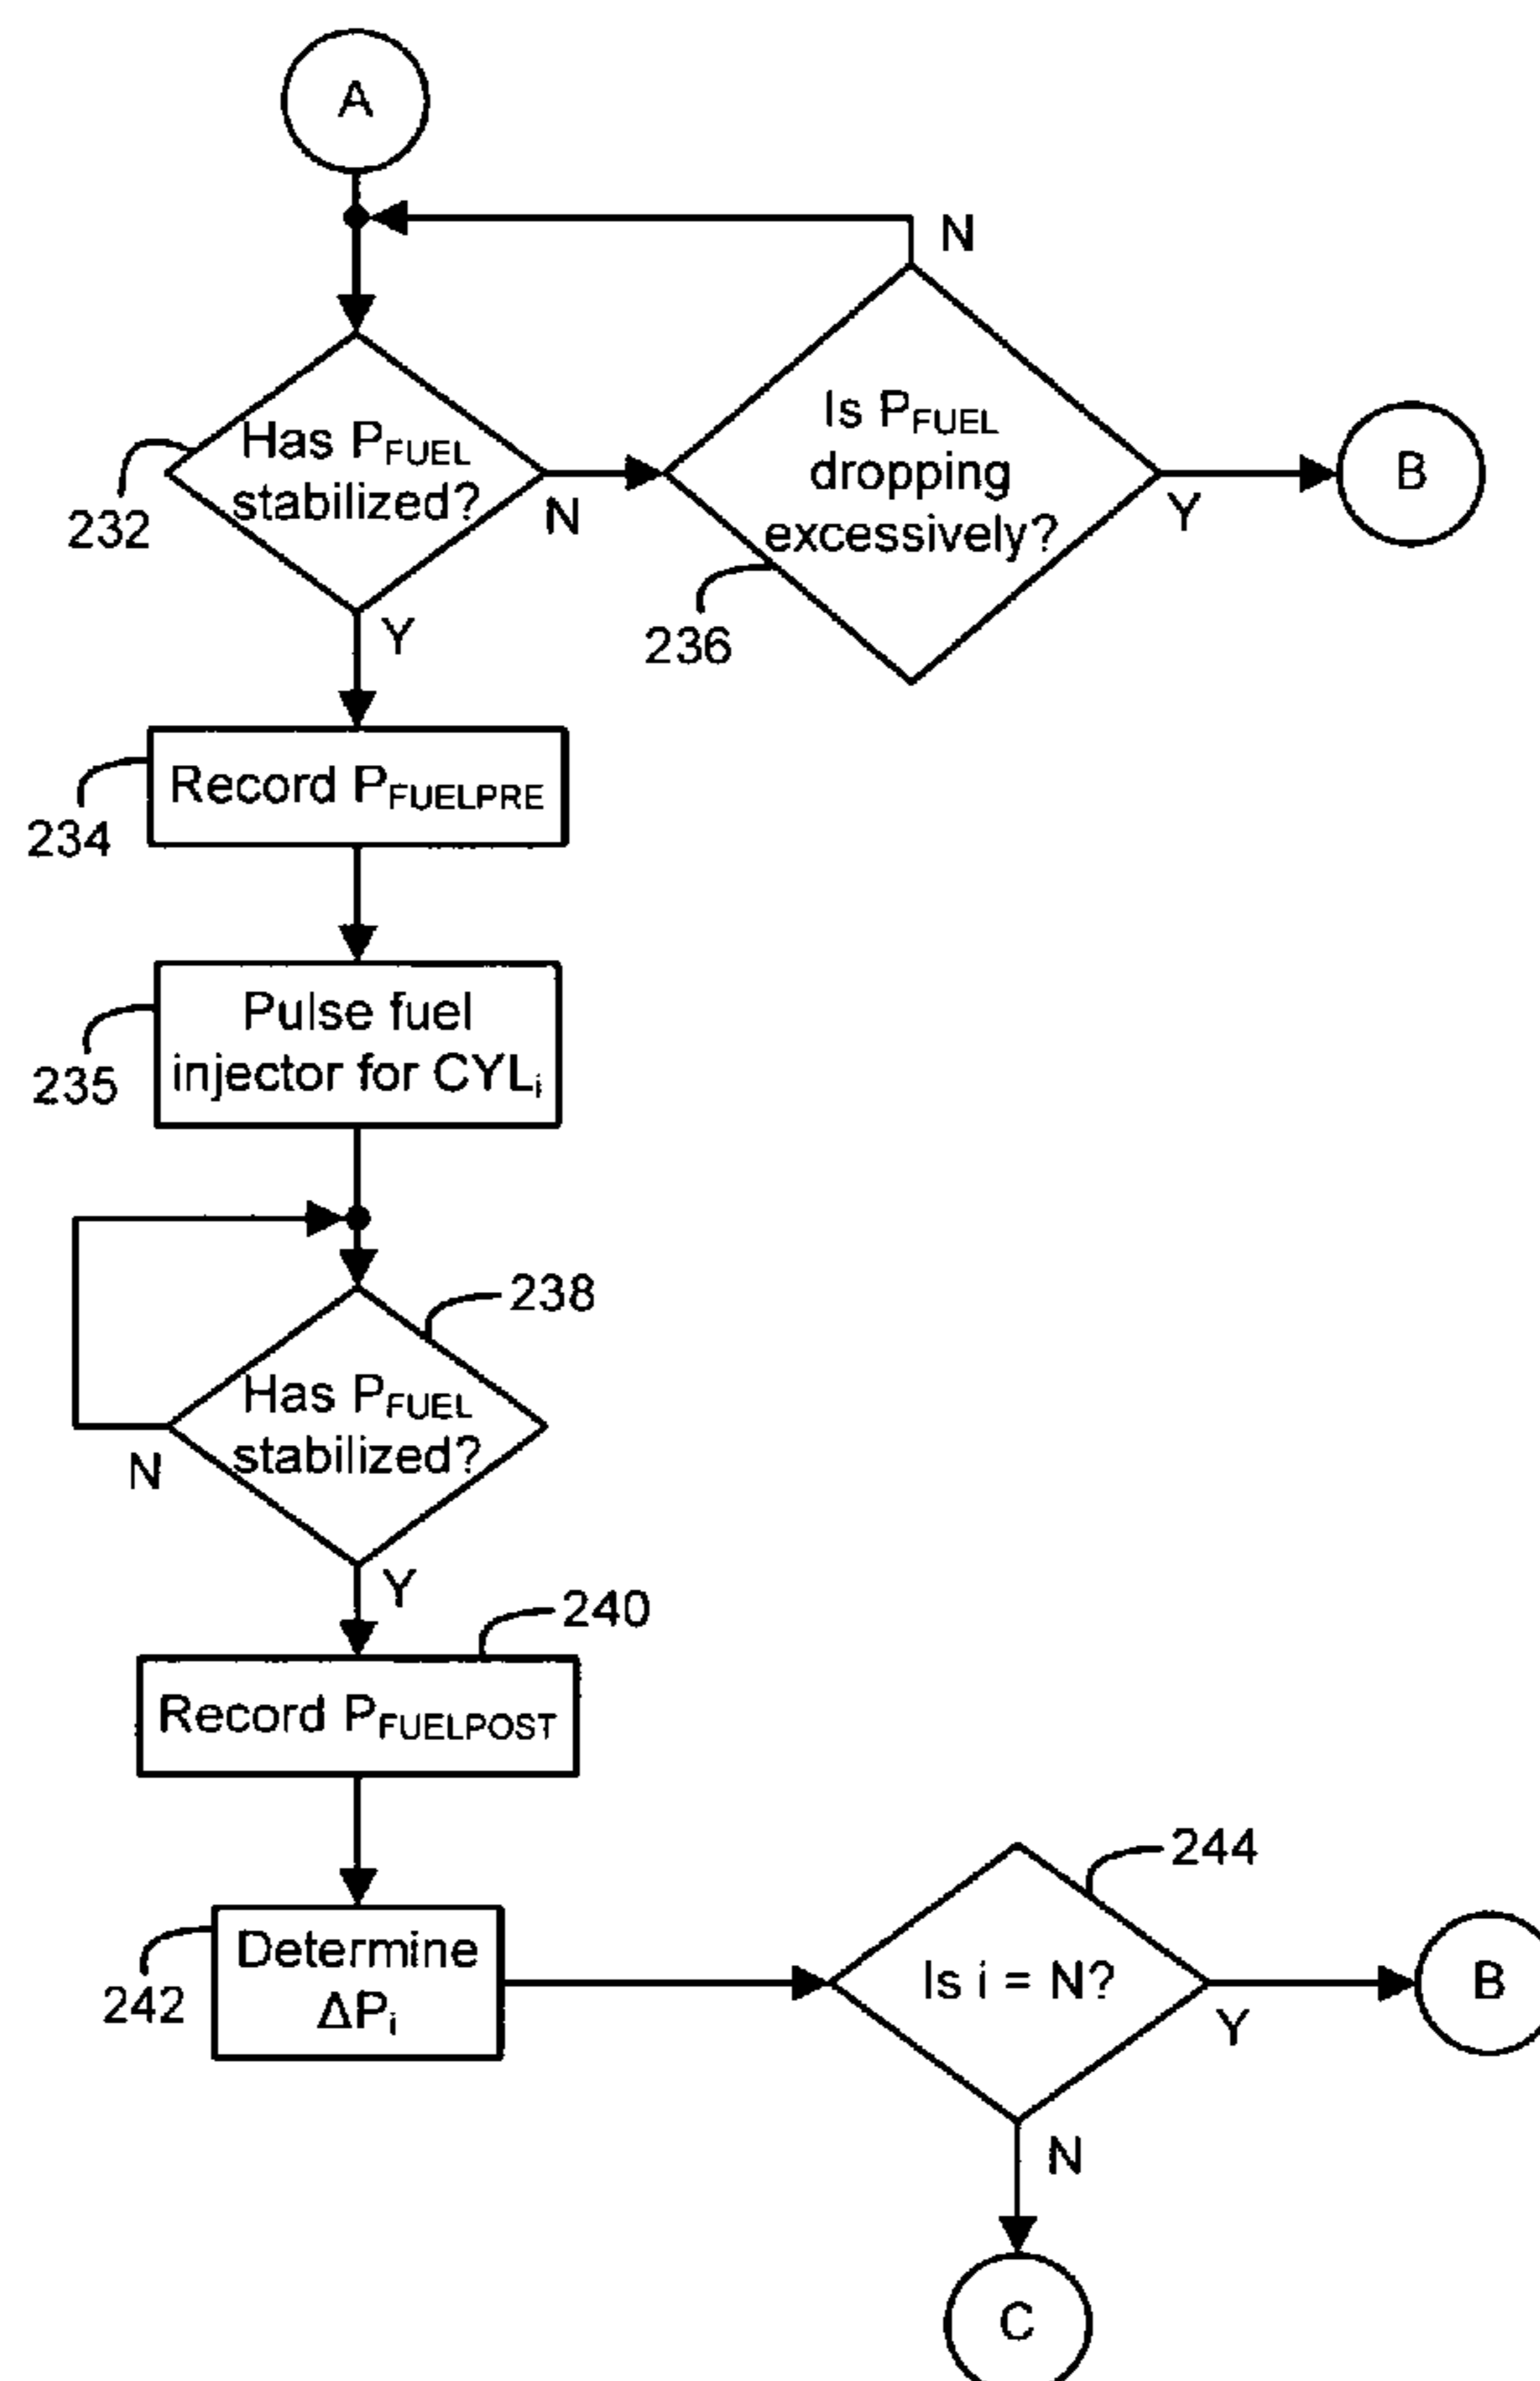 A
N
Has PFUEL
stabilized?
232
N
Is PFUEL
dropping
excessively?
236
Y
B
Y
Record PFUELPRE
234
Pulse fuel
injector for CYLi
235
238
Has PFUEL
stabilized?
N
Y
240
Record PFUELPOST
Determine
ΔPi
242
244
Is i = N?
Y
B
N
C